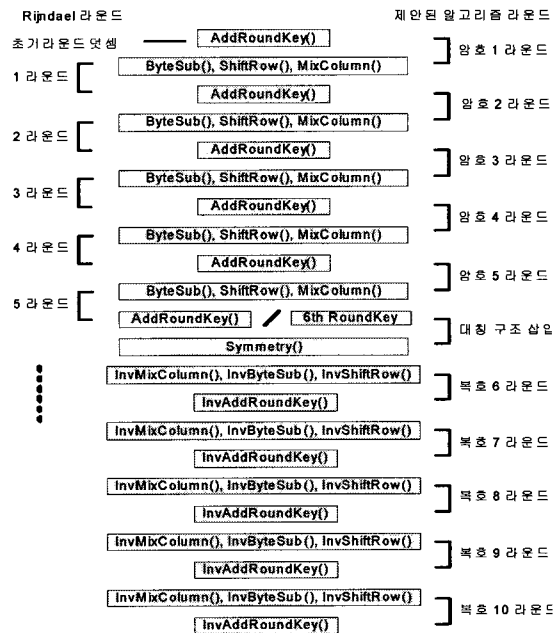 Rijndael 라운드
제안된 알고리즘 라운드
초기라운드 덧셈
AddRoundKey()
암호 1 라운드
1 라운드
ByteSub(), ShiftRow(), MixColumn()
AddRoundKey()
암호 2 라운드
2 라운드
ByteSub(), ShiftRow(), MixColumn()
AddRoundKey()
암호 3 라운드
3 라운드
ByteSub(), ShiftRow(), MixColumn()
AddRoundKey()
암호 4 라운드
4 라운드
ByteSub(), ShiftRow(), MixColumn()
AddRoundKey()
암호 5 라운드
5 라운드
ByteSub(), ShiftRow(), MixColumn()
AddRoundKey() / 6th RoundKey
대칭 구조 삽입
Symmetry()
InvMixColumn(), InvByteSub(), InvShiftRow()
복호 6 라운드
InvAddRoundKey()
InvMixColumn(), InvByteSub(), InvShiftRow()
복호 7 라운드
InvAddRoundKey()
InvMixColumn(), InvByteSub(), InvShiftRow()
복호 8 라운드
InvAddRoundKey()
InvMixColumn(), InvByteSub(), InvShiftRow()
복호 9 라운드
InvAddRoundKey()
InvMixColumn(), InvByteSub(), InvShiftRow()
복호 10 라운드
InvAddRoundKey()